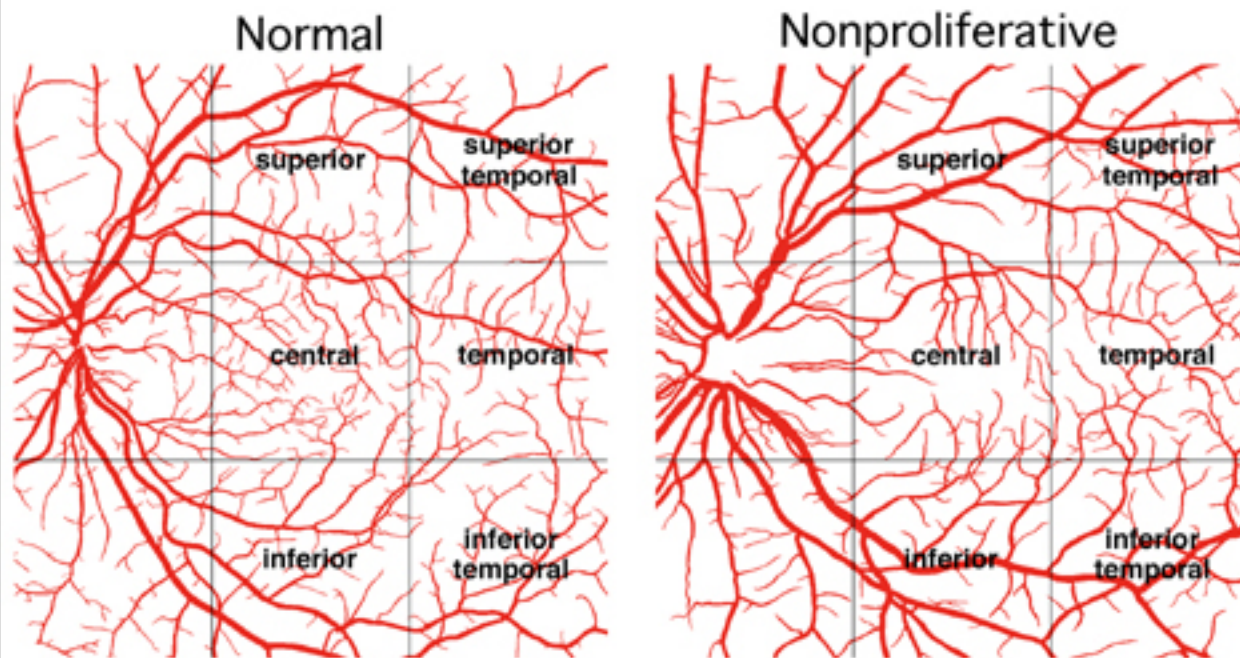 Normal
superior
superior
temporal
central
temporal
inferior
inferior
temporal
Nonproliferative
superior
superior
temporal
central
temporal
inferior
inferior
temporal